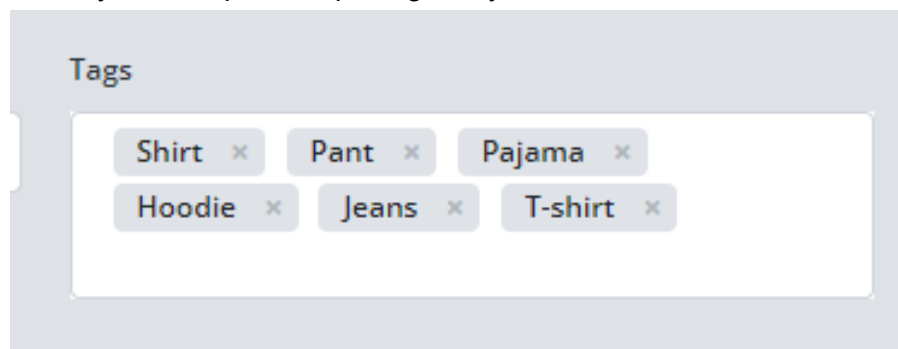 Tags
Shirt × Pant × Pajama ×
Hoodie × Jeans × T-shirt ×